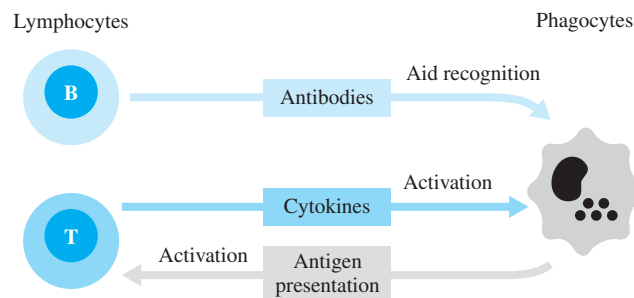 Lymphocytes
Phagocytes
B
Antibodies
Aid recognition
T
Cytokines
Activation
Activation
Antigen
presentation